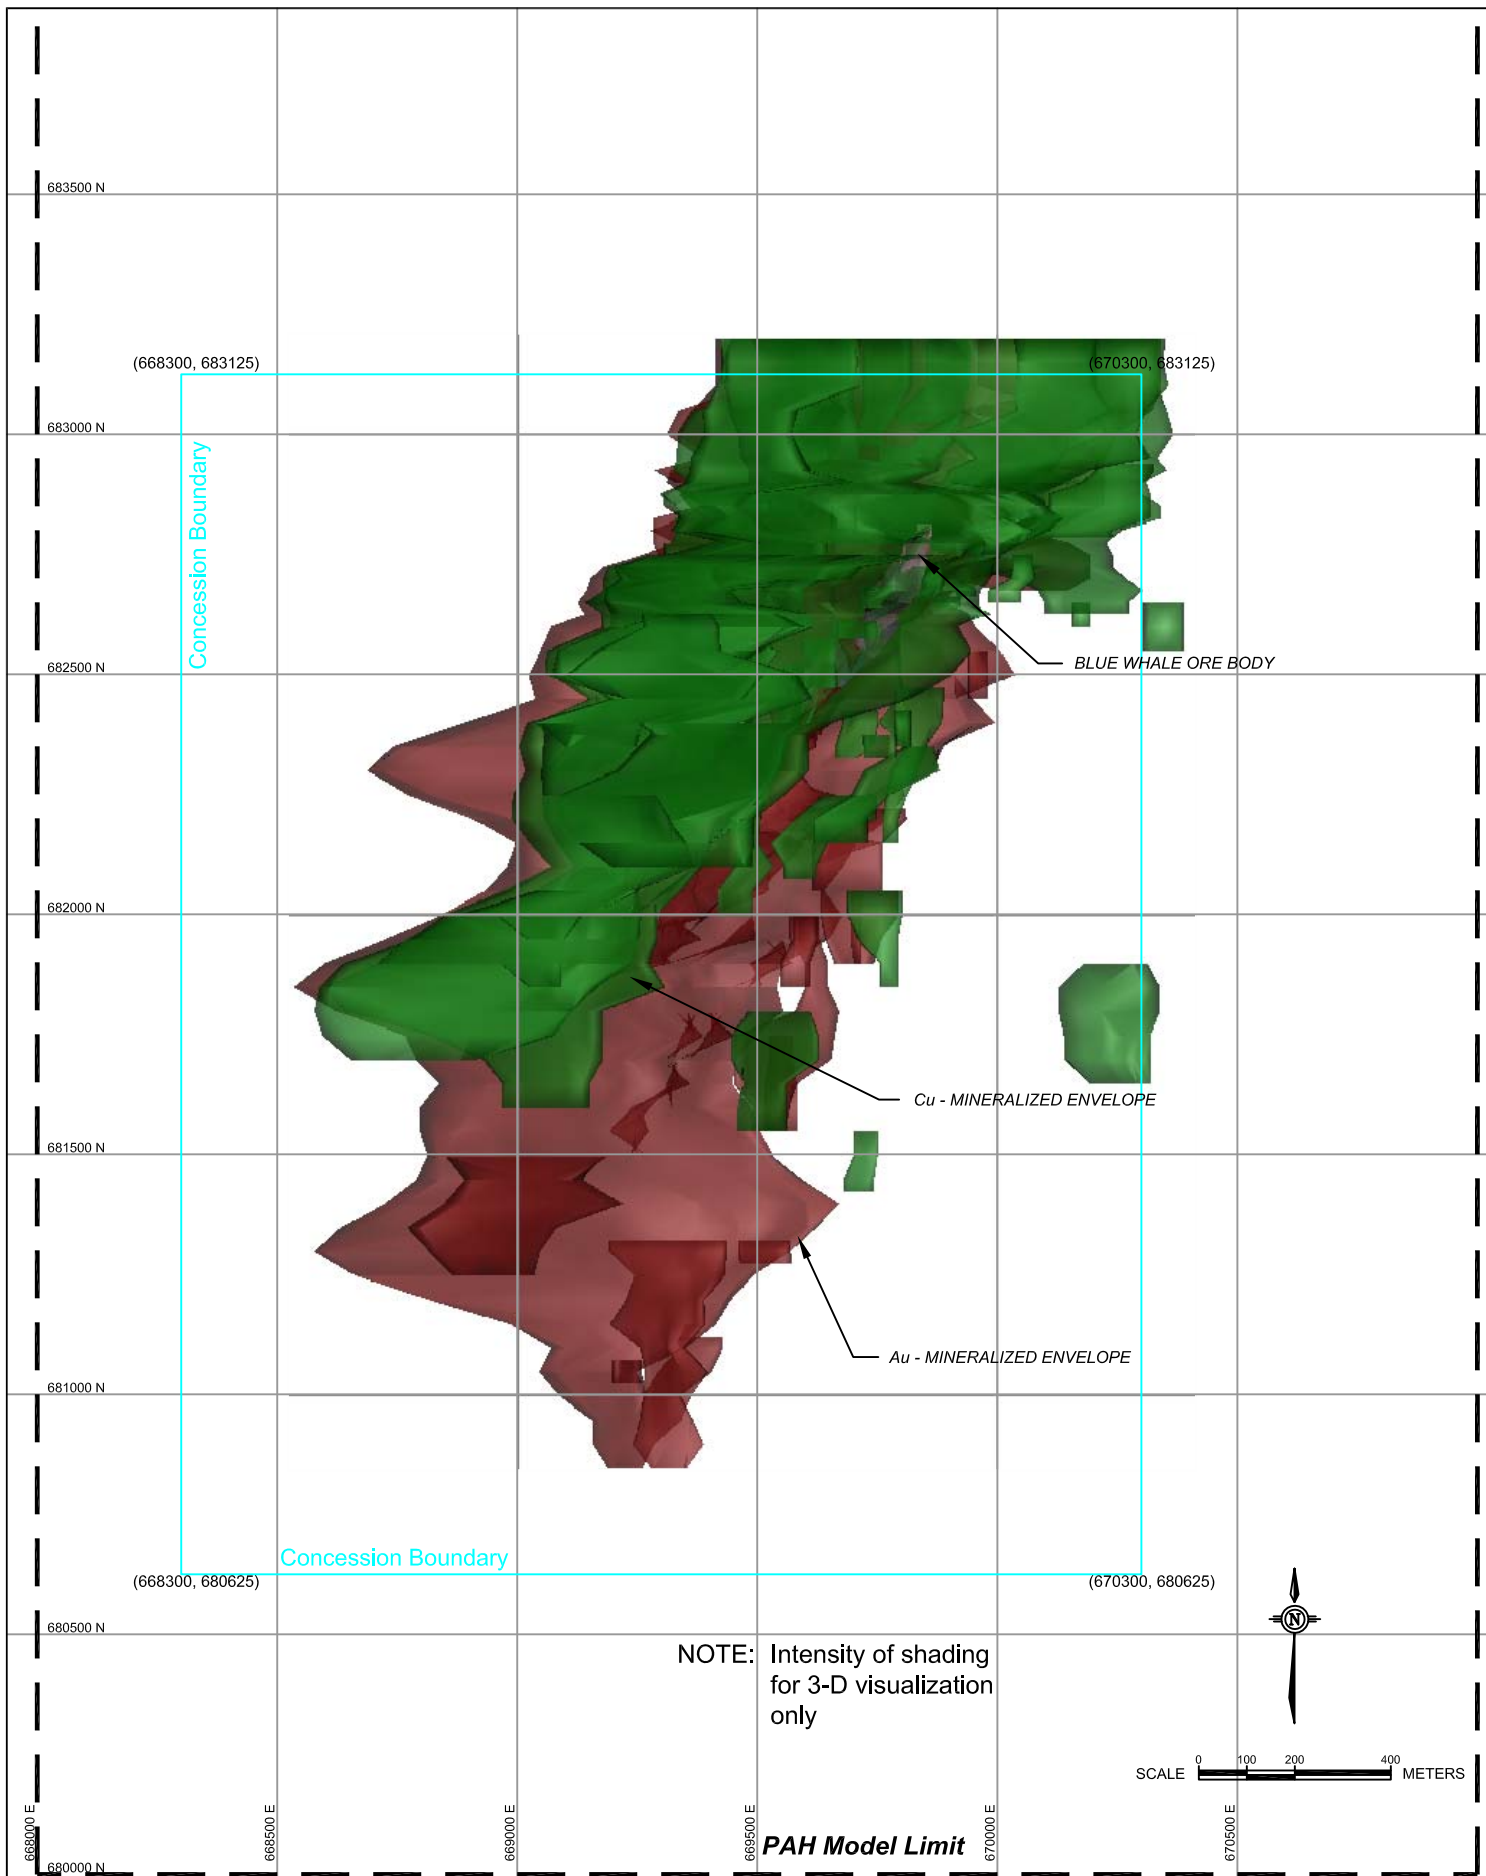 683500 N
(668300, 683125)
(670300, 683125)
683000 N
Concession Boundary
682500 N
BLUE WHALE ORE BODY
682000 N
Cu - MINERALIZED ENVELOPE
681500 N
Au - MINERALIZED ENVELOPE
681000 N
Concession Boundary
(668300, 680625)
(670300, 680625)
680500 N
N
NOTE: Intensity of shading
for 3-D visualization
only
0 100 200 400
SCALE METERS
668000 E
668500 E
669000 E
669500 E
670000 E
670500 E
PAH Model Limit
680000 N